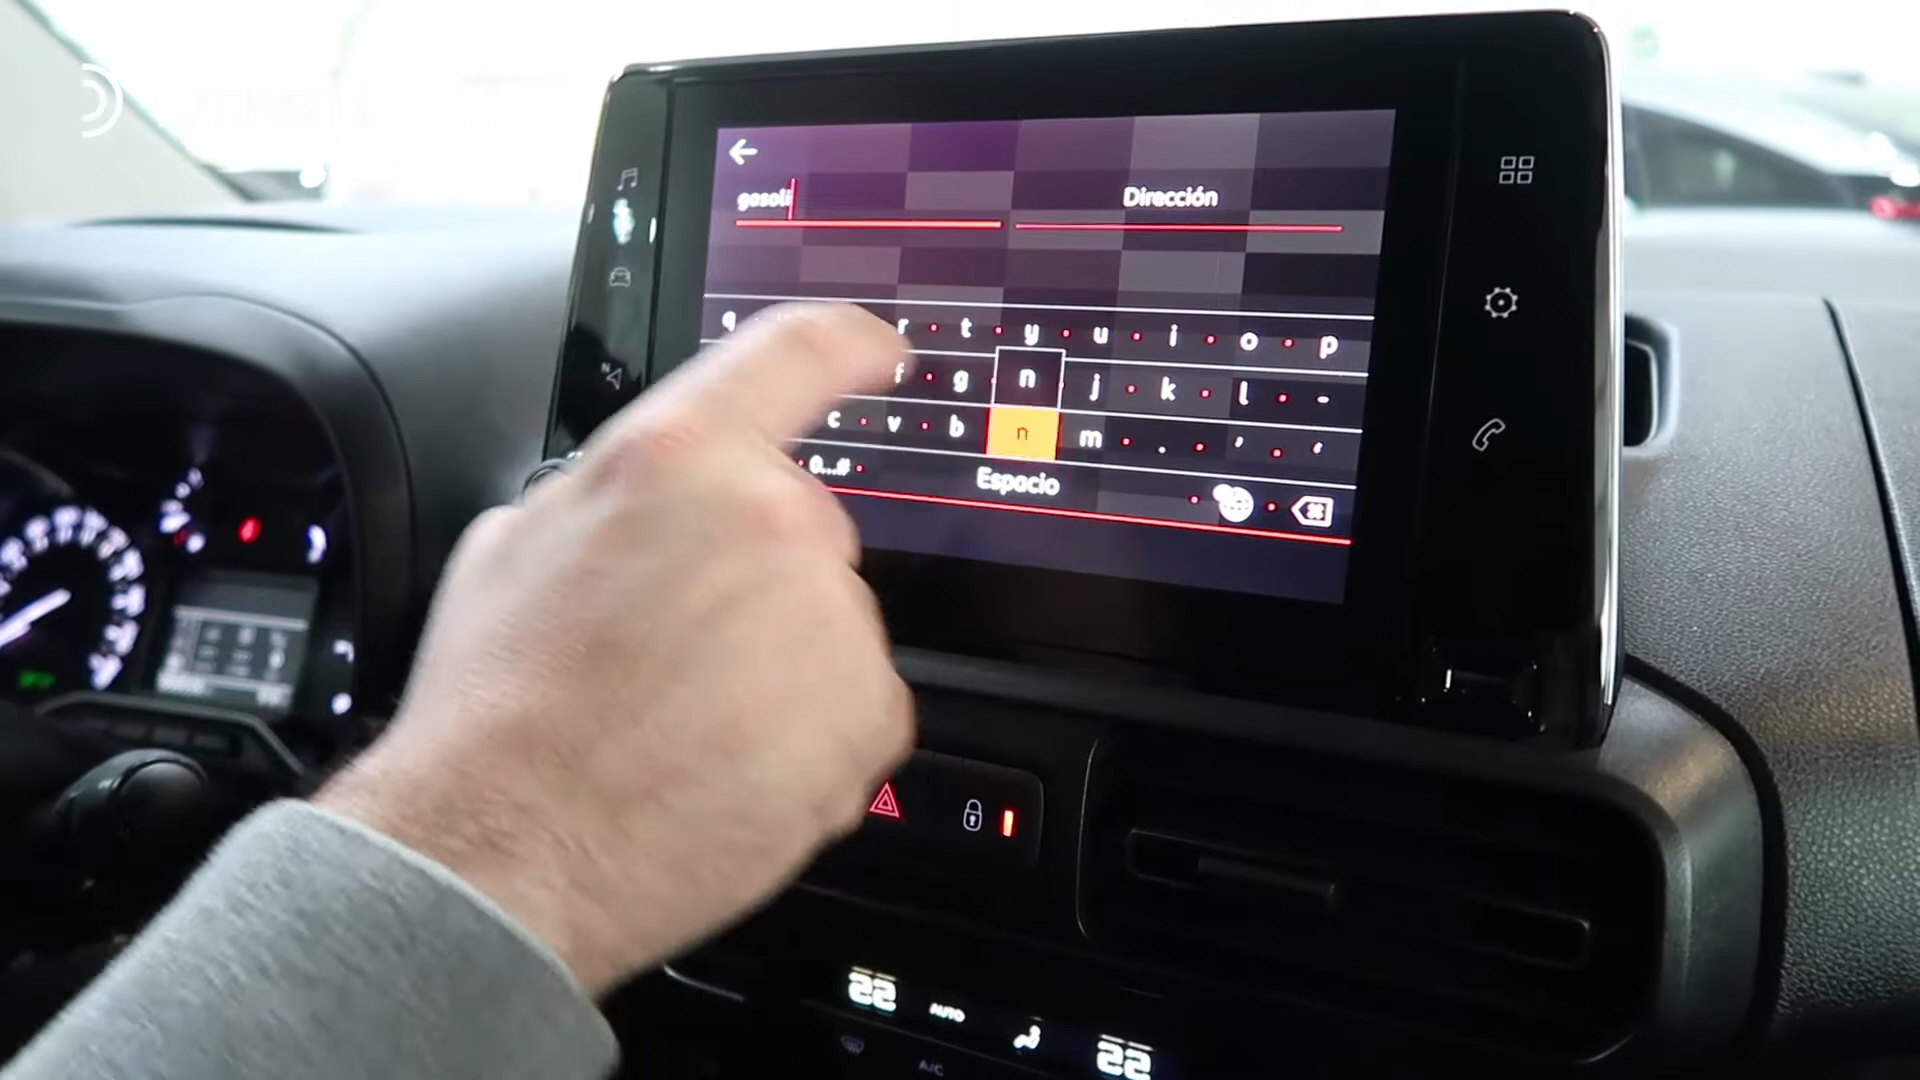 gasoli
Dirección
q r t y u i o p
f g n j k l -
c v b n m . , '
0...# Espacio
N
22 AUTO 22
A/C